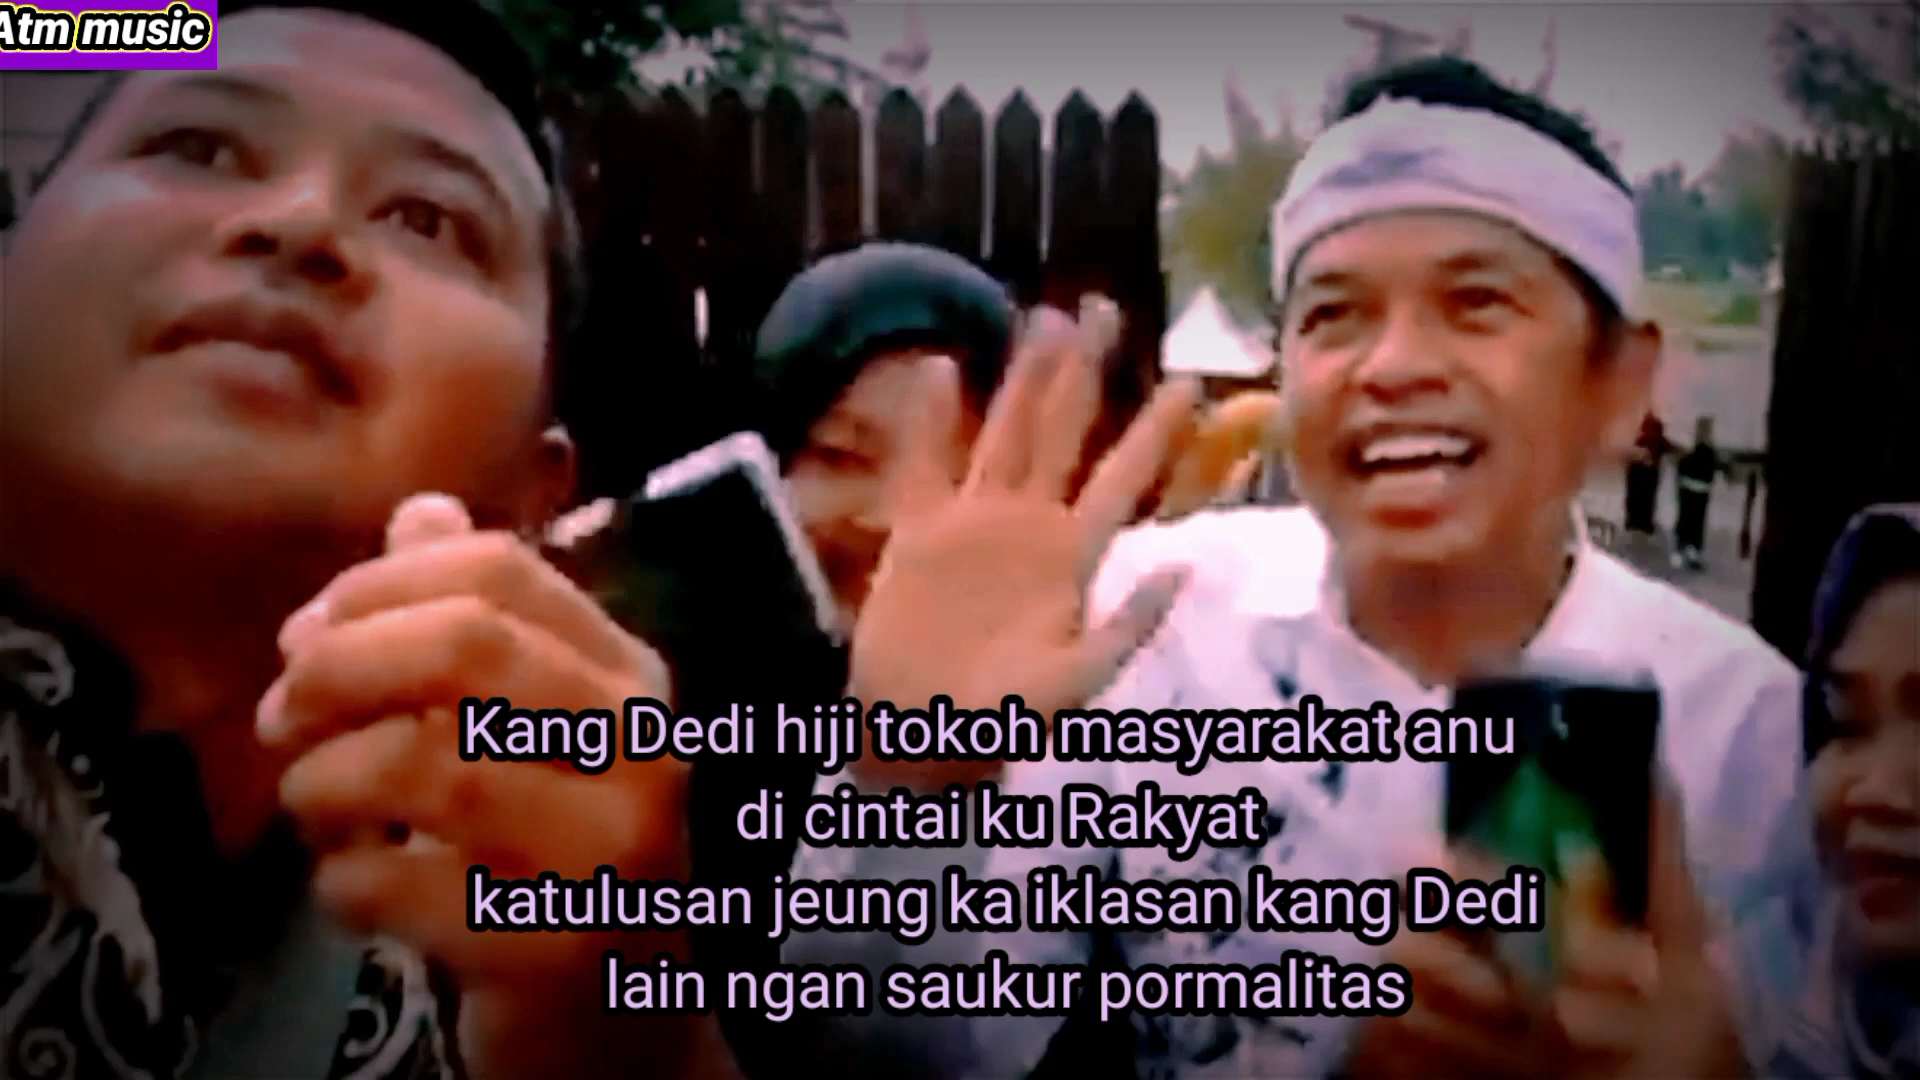 Atm music
Kang Dedi hiji tokoh masyarakat anu
di cintai ku Rakyat
katulusan jeung ka iklasan kang Dedi
lain ngan saukur pormalitas